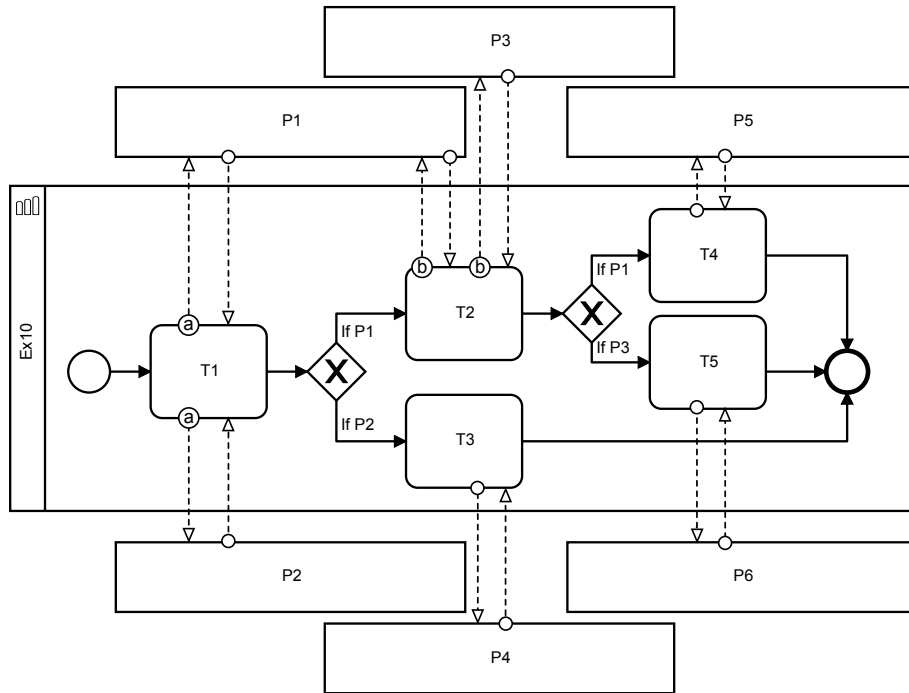 P3
P1
P5
Ex10
a
b
b
If P1
T4
T2
X
X
T1
If P1
If P3
T5
a
If P2
T3
P2
P6
P4